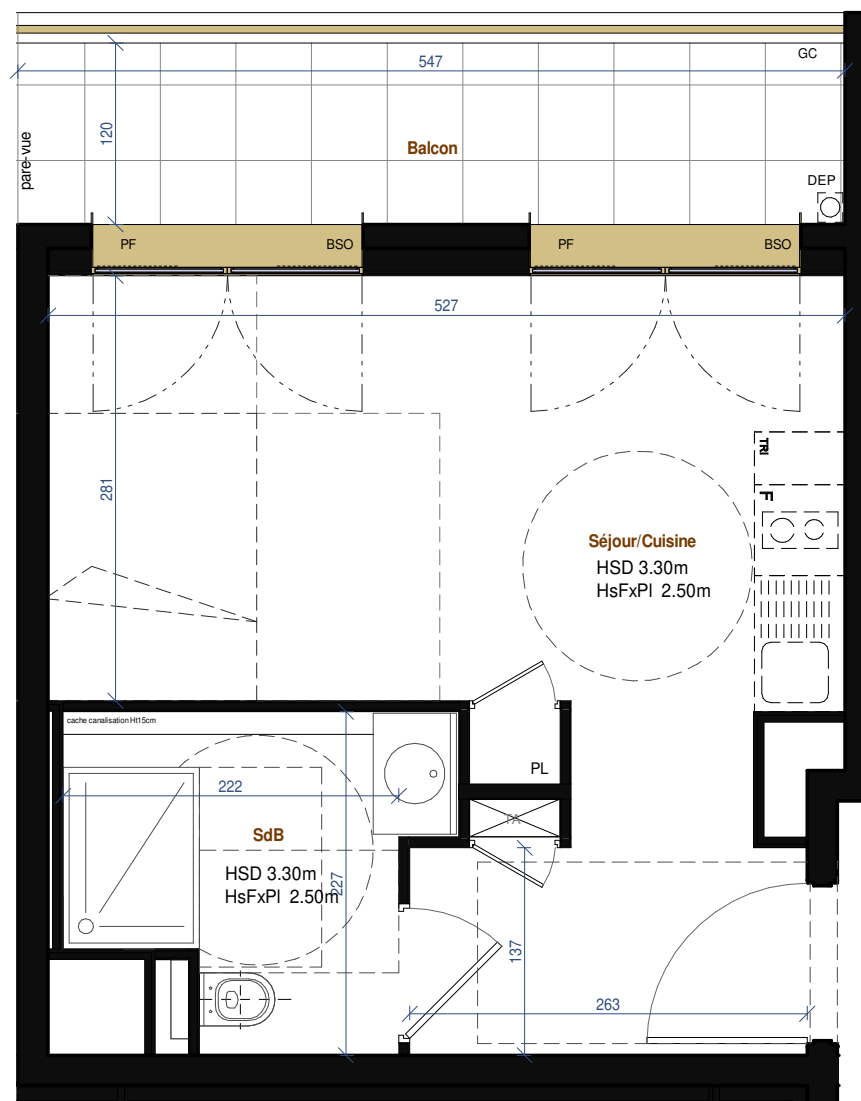 GC
547
120
Balcon
pare-vue
DEP
PF
BSO
PF
BSO
527
281
TRI
F
Séjour/Cuisine
HSD 3.30m
HsFxPl 2.50m
cache canalisation Ht15cm
PL
222
TA
SdB
HSD 3.30m
HsFxPl 2.50m
227
137
263